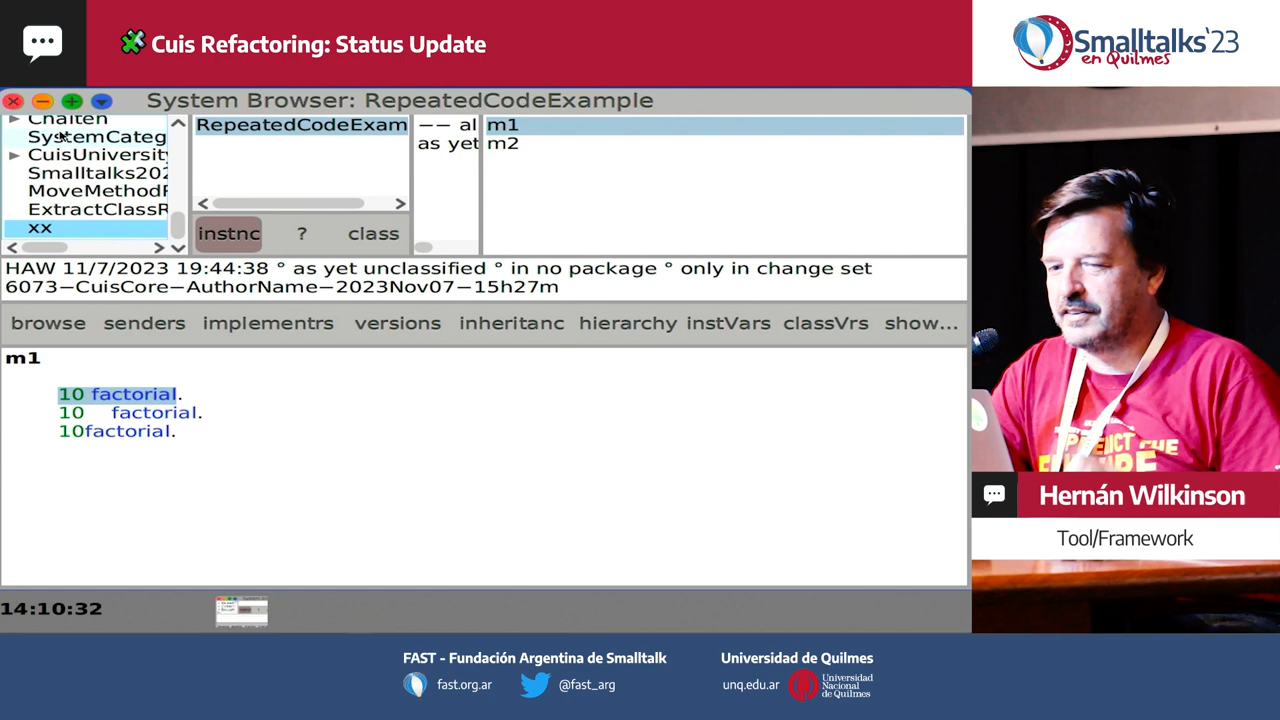 Cuis Refactoring: Status Update
Smalltalks'23
en Quilmes
System Browser: RepeatedCodeExample
Chalten
SystemCateg
CuisUniversity
Smalltalks202
MoveMethodF
ExtractClassR
xx
RepeatedCodeExam
instnc ? class
-- al
as yet
m1
m2
HAW 11/7/2023 19:44:38 ° as yet unclassified ° in no package ° only in change set
6073-CuisCore-AuthorName-2023Nov07-15h27m
browse senders implementrs versions inheritanc hierarchy instVars classVrs show...
m1
10 factorial.
10    factorial.
10factorial.
14:10:32
PREDICT THE
FUTURE
Hernán Wilkinson
Tool/Framework
FAST - Fundación Argentina de Smalltalk
fast.org.ar @fast_arg
Universidad de Quilmes
unq.edu.ar
Universidad
Nacional
de Quilmes